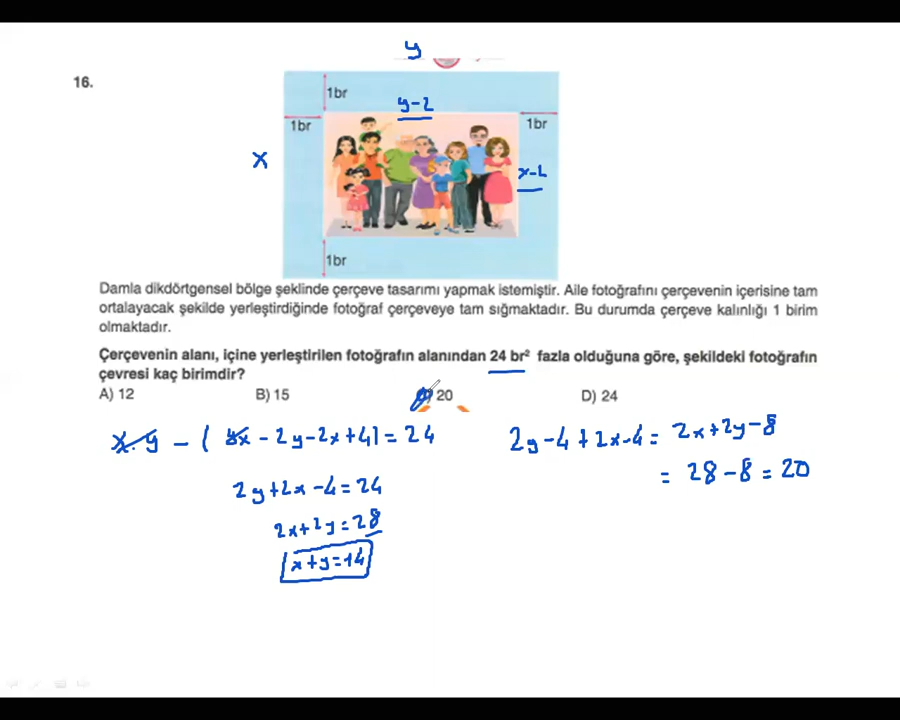 y
16.
1br
y-2
1br
1br
x
x-2
1br
Damla dikdörtgensel bölge şeklinde çerçeve tasarımı yapmak istemiştir. Aile fotoğrafını çerçevenin içerisine tam
ortalayacak şekilde yerleştirdiğinde fotoğraf çerçeveye tam sığmaktadır. Bu durumda çerçeve kalınlığı 1 birim
olmaktadır.
Çerçevenin alanı, içine yerleştirilen fotoğrafın alanından 24 br² fazla olduğuna göre, şekildeki fotoğrafın
çevresi kaç birimdir?
A) 12 B) 15 C) 20 D) 24
x.y - ( yx - 2y - 2x + 4) = 24
2y - 4 + 2x - 4 = 2x + 2y - 8
= 28 - 8 = 20
2y + 2x - 4 = 24
2x + 2y = 28
x + y = 14